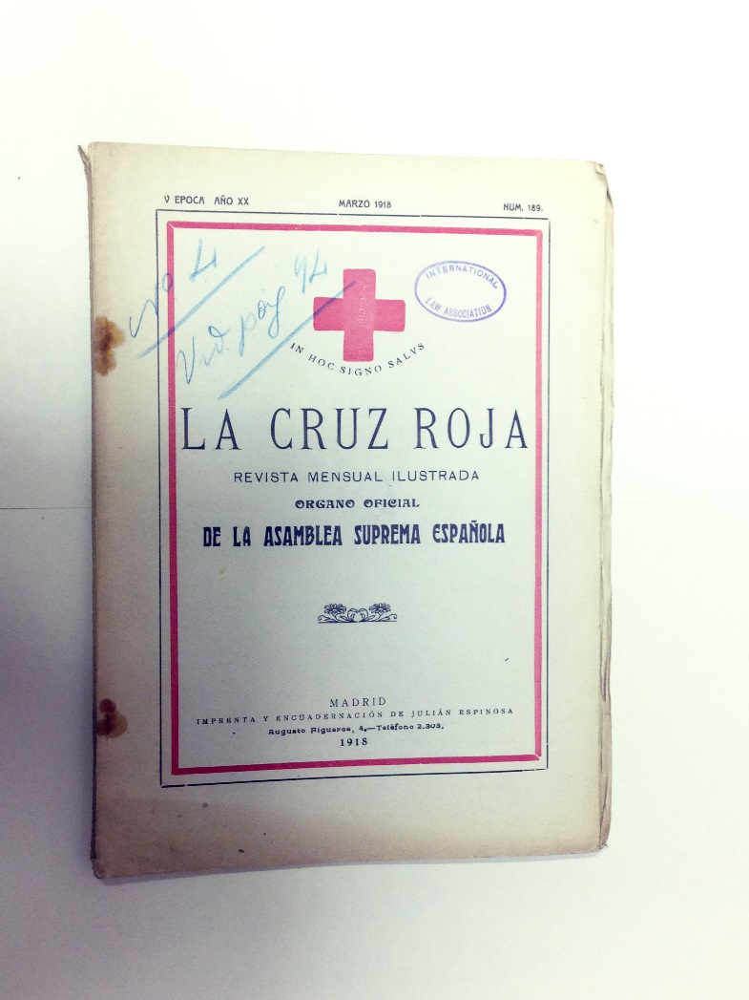 V EPOCA AÑO XX MARZO 1918 NUM. 189.
No. 4
Vid. pag 94
INTERNATIONAL
LAW ASSOCIATION
IN HOC SIGNO SALVS
LA CRUZ ROJA
REVISTA MENSUAL ILUSTRADA
ORGANO OFICIAL
DE LA ASAMBLEA SUPREMA ESPAÑOLA
MADRID
IMPRENTA Y ENCUADERNACIÓN DE JULIÁN ESPINOSA
Augusto Figueroa, 4.—Teléfono 2.303.
1918